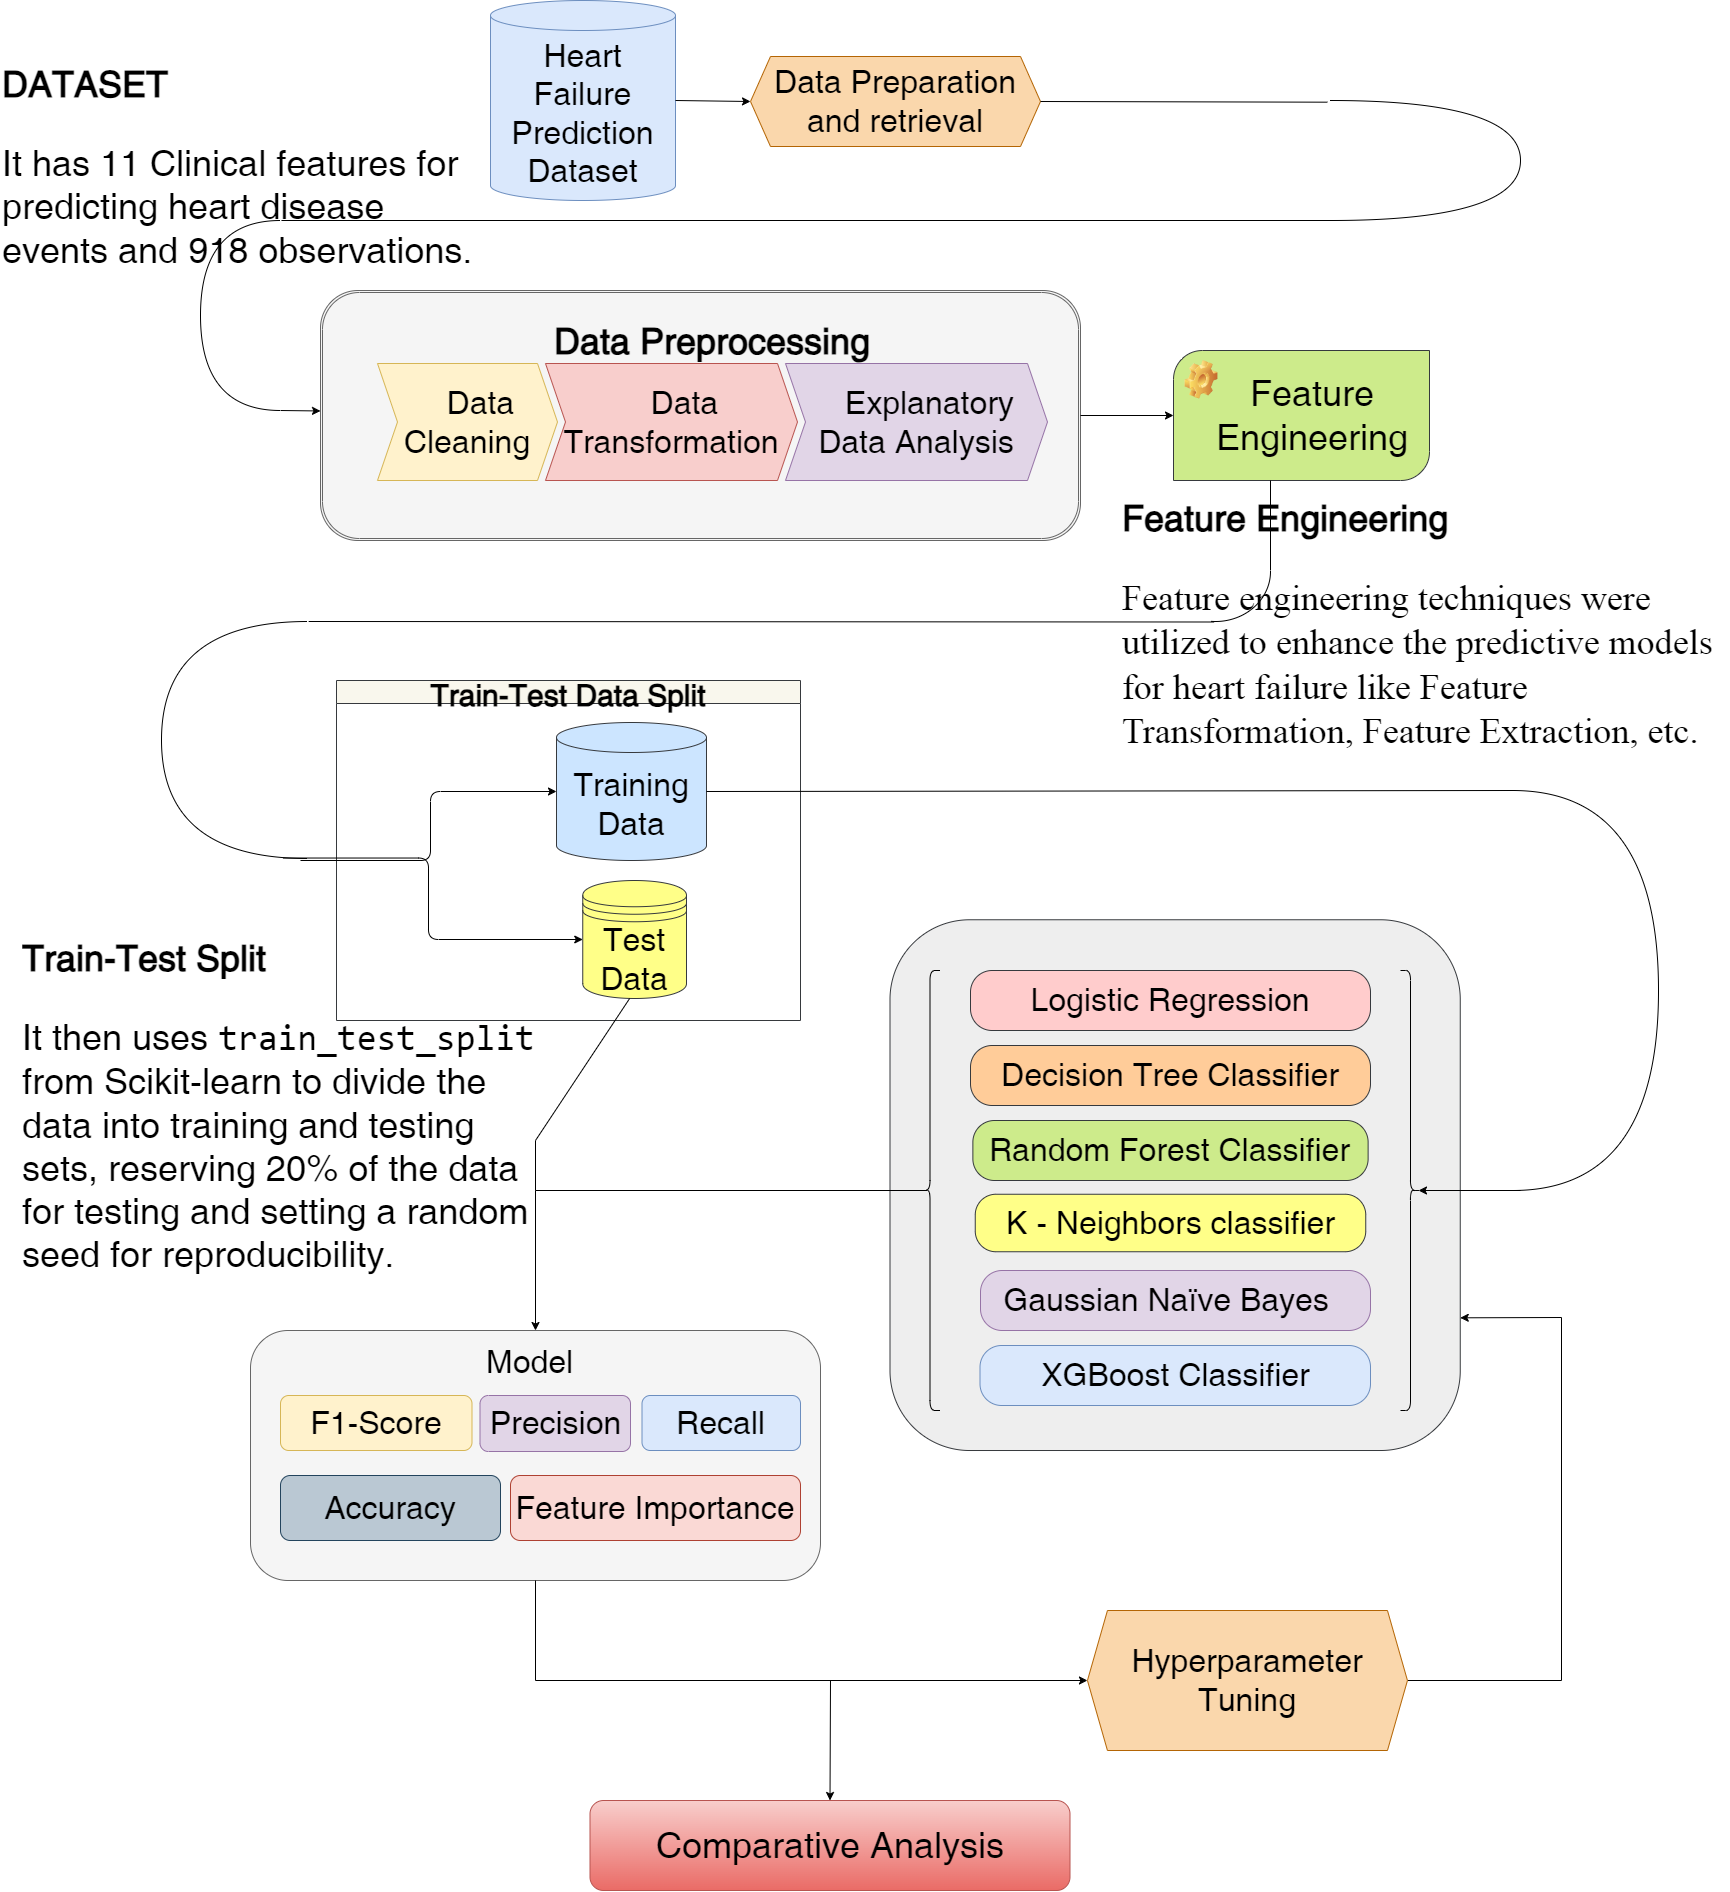 Heart
Failure
Prediction
Dataset
Data Preparation
and retrieval
DATASET
It has 11 Clinical features for
predicting heart disease
events and 918 observations.
Data Preprocessing
Data
Cleaning
Data
Transformation
Explanatory
Data Analysis
Feature
Engineering
Feature Engineering
Feature engineering techniques were
utilized to enhance the predictive models
for heart failure like Feature
Transformation, Feature Extraction, etc.
Train-Test Data Split
Training
Data
Test
Data
Train-Test Split
It then uses train_test_split
from Scikit-learn to divide the
data into training and testing
sets, reserving 20% of the data
for testing and setting a random
seed for reproducibility.
Logistic Regression
Decision Tree Classifier
Random Forest Classifier
K - Neighbors classifier
Gaussian Naïve Bayes
XGBoost Classifier
Model
F1-Score
Precision
Recall
Accuracy
Feature Importance
Hyperparameter
Tuning
Comparative Analysis